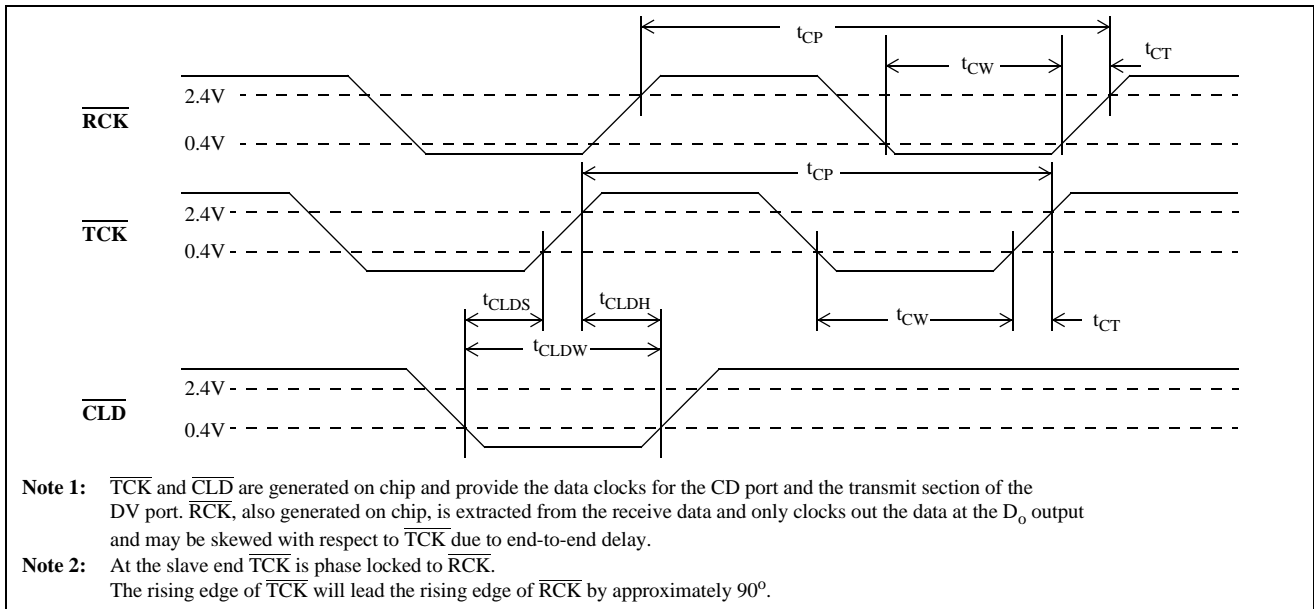 t_CP
t_CW
t_CT
2.4V
RCK
0.4V
t_CP
2.4V
TCK
0.4V
t_CLDS
t_CLDH
t_CW
t_CT
t_CLDW
2.4V
CLD
0.4V
Note 1: TCK and CLD are generated on chip and provide the data clocks for the CD port and the transmit section of the
DV port. RCK, also generated on chip, is extracted from the receive data and only clocks out the data at the D_o output
and may be skewed with respect to TCK due to end-to-end delay.
Note 2: At the slave end TCK is phase locked to RCK.
The rising edge of TCK will lead the rising edge of RCK by approximately 90°.